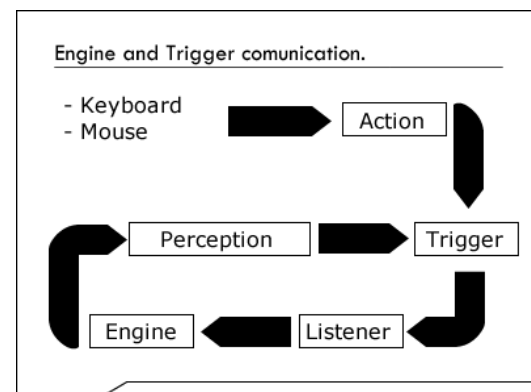 Engine and Trigger comunication.
- Keyboard
- Mouse
Action
Perception
Trigger
Engine
Listener